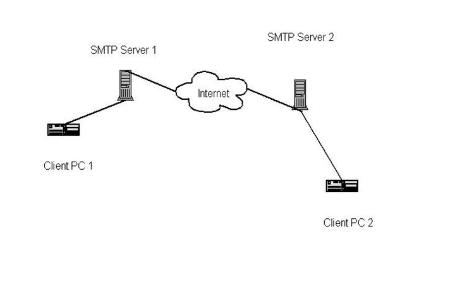 SMTP Server 2
SMTP Server 1
Internet
Client PC 1
Client PC 2